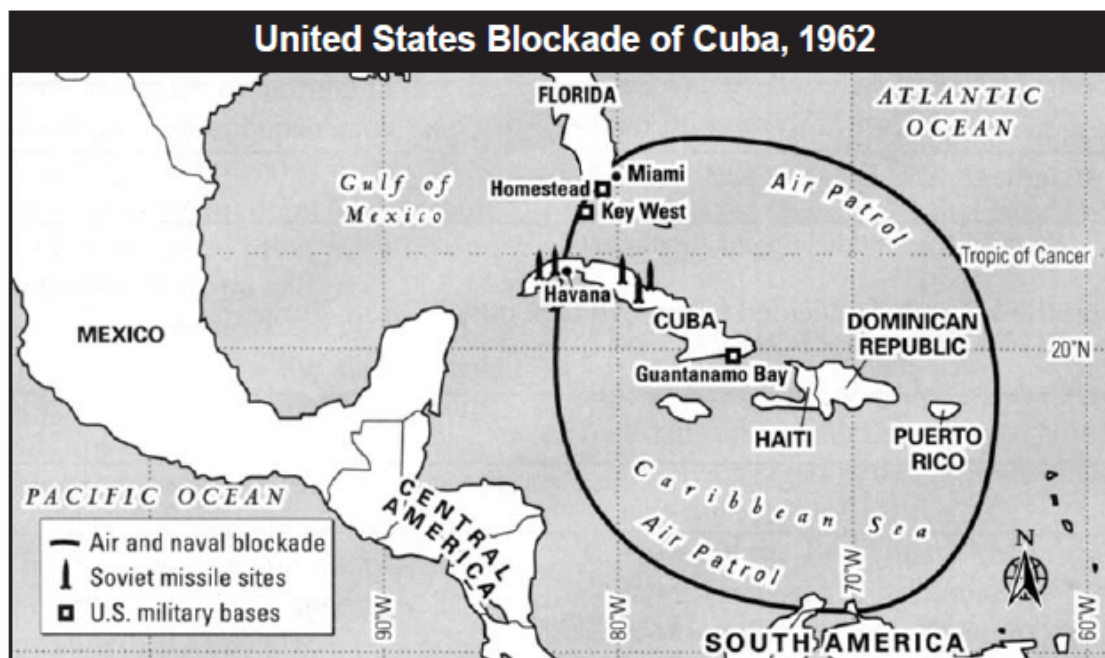 United States Blockade of Cuba, 1962
FLORIDA
ATLANTIC
OCEAN
Gulf of
Mexico
Miami
Homestead
Key West
Air Patrol
Tropic of Cancer
Havana
MEXICO
CUBA
DOMINICAN
REPUBLIC
20°N
Guantanamo Bay
HAITI
PUERTO
RICO
Caribbean Sea
PACIFIC OCEAN
CENTRAL
AMERICA
Air Patrol
Air and naval blockade
Soviet missile sites
U.S. military bases
90°W
80°W
70°W
60°W
N
SOUTH AMERICA